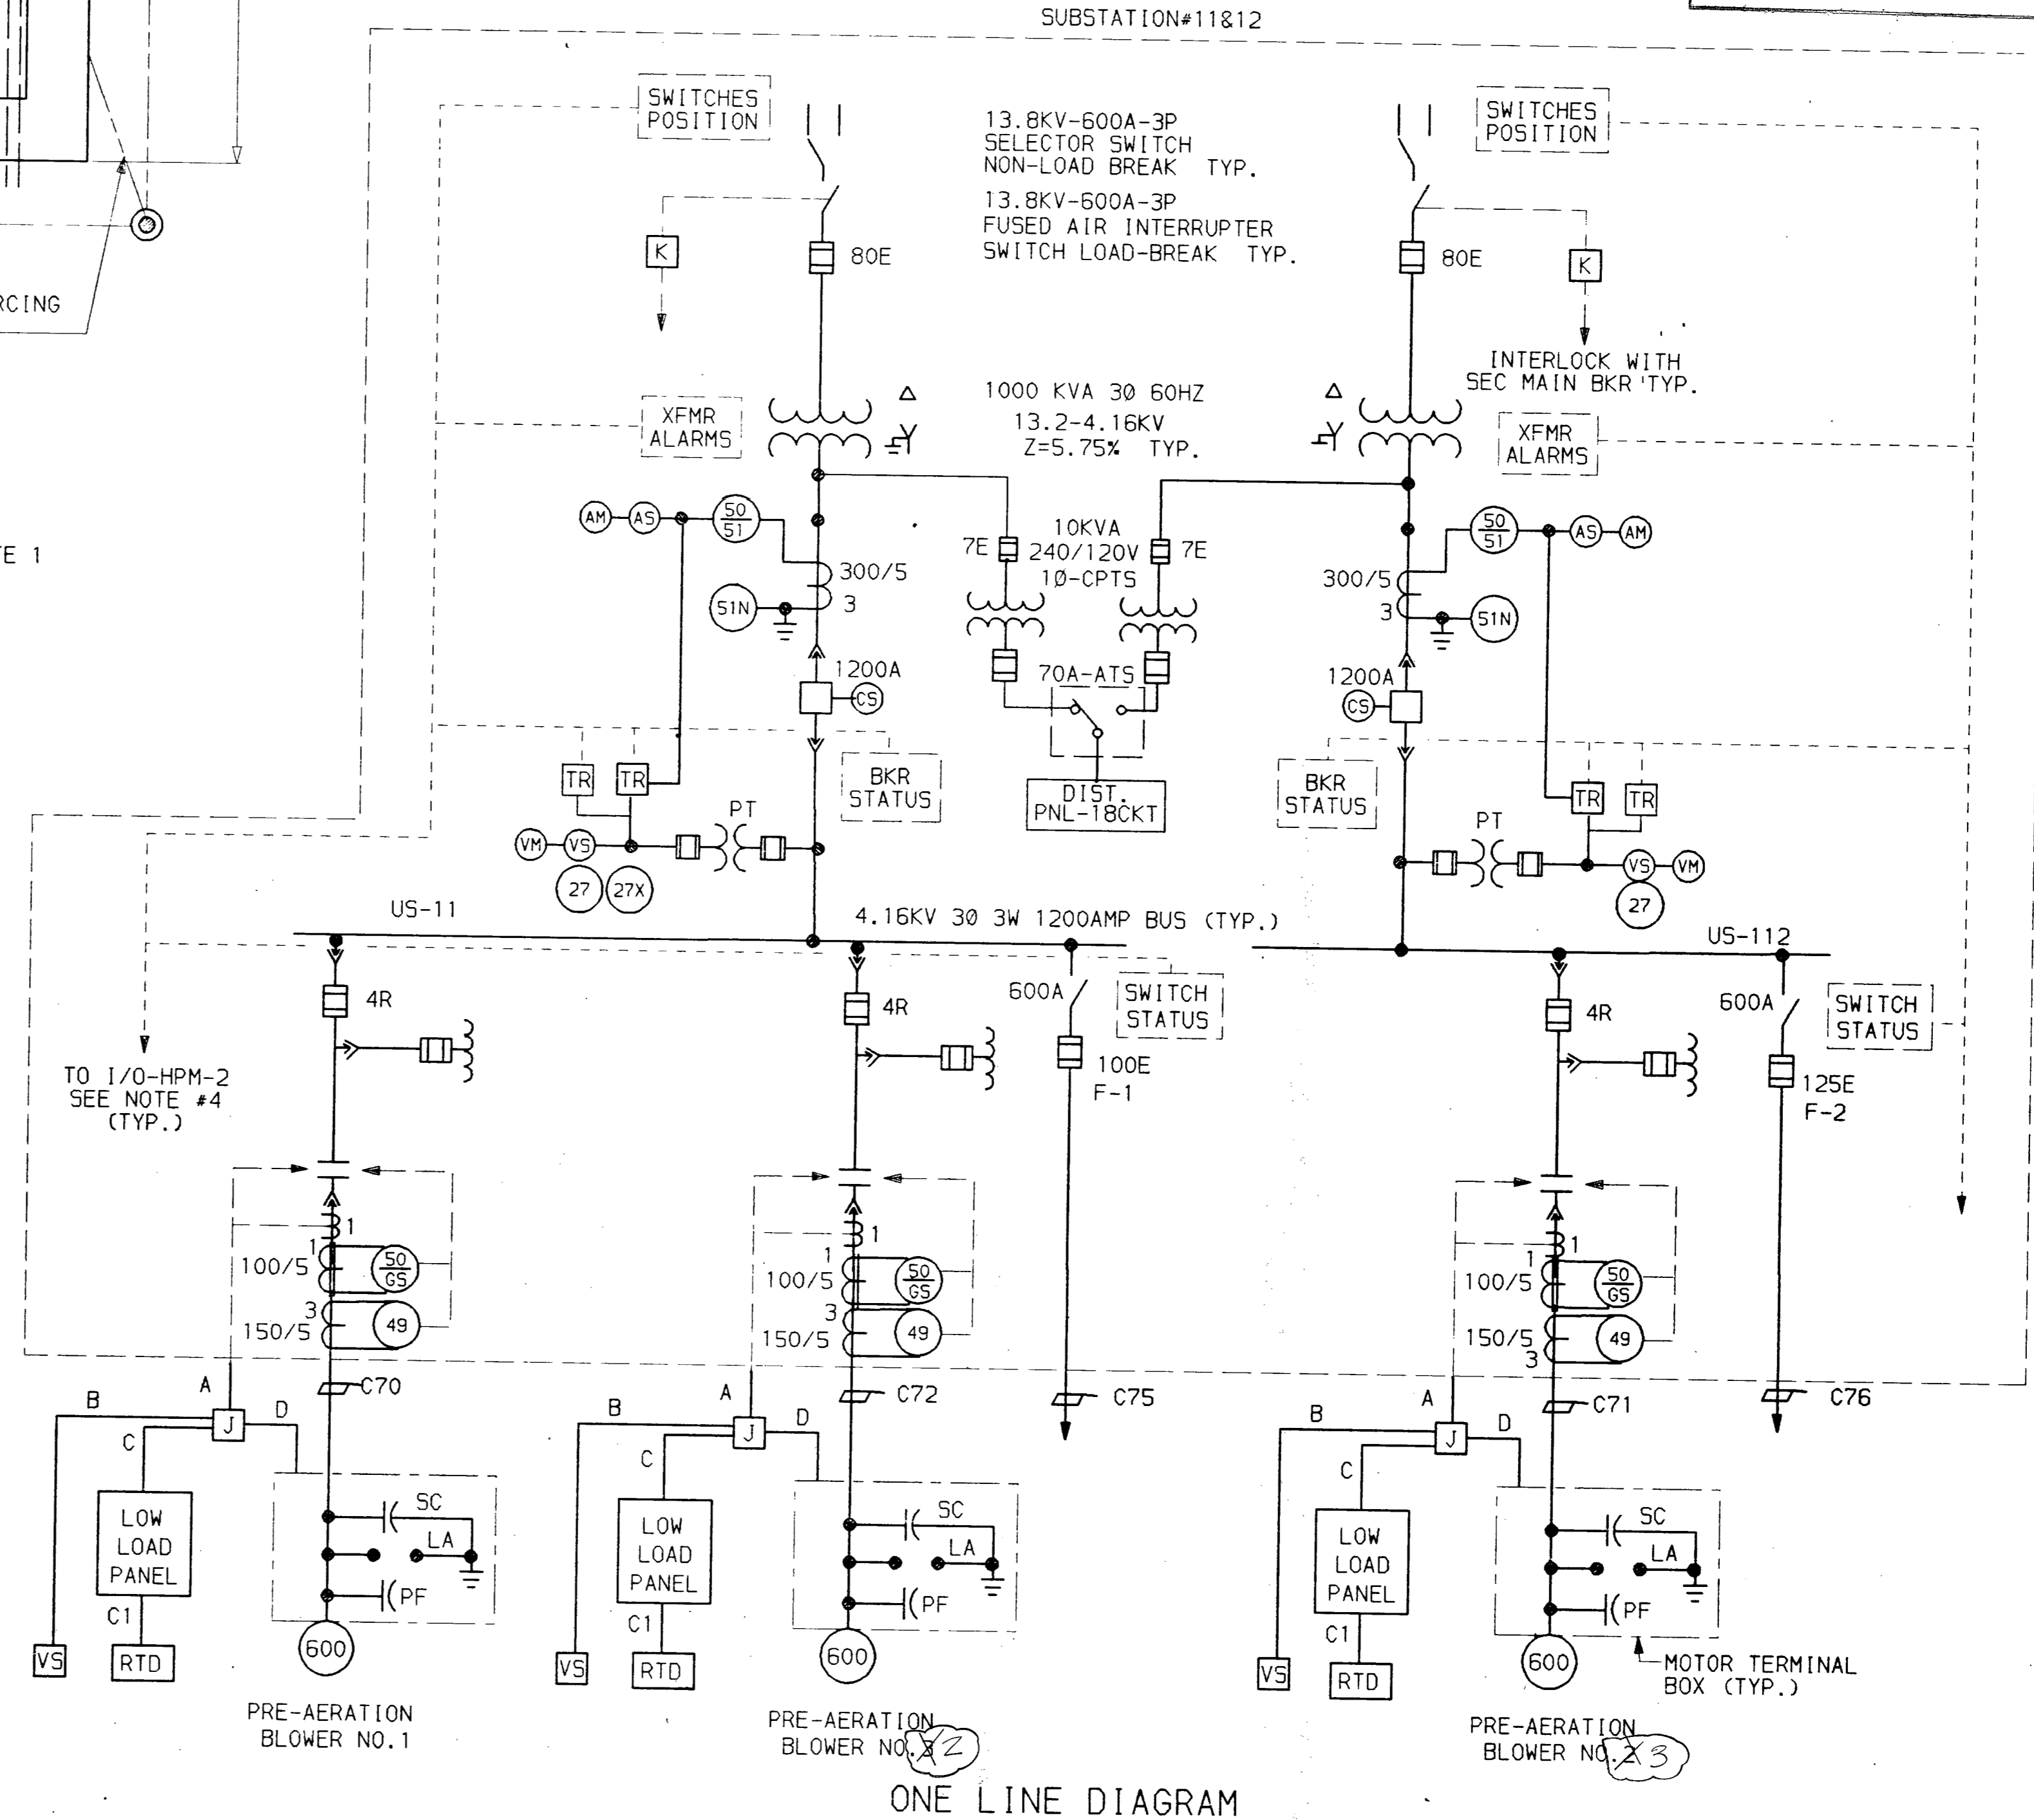 SUBSTATION#11&12
SWITCHES
POSITION
13.8KV-600A-3P
SELECTOR SWITCH
NON-LOAD BREAK TYP.
13.8KV-600A-3P
FUSED AIR INTERRUPTER
SWITCH LOAD-BREAK TYP.
SWITCHES
POSITION
K
80E
80E
K
RCING
INTERLOCK WITH
SEC MAIN BKR TYP.
XFMR
ALARMS
Δ
Y
1000 KVA 30 60HZ
13.2-4.16KV
Z=5.75% TYP.
Δ
Y
XFMR
ALARMS
TE 1
AM
AS
50
51
300/5
3
51N
7E
10KVA
240/120V
10-CPTS
7E
50
51
AS
AM
300/5
3
51N
1200A
CS
70A-ATS
1200A
CS
TR
TR
BKR
STATUS
DIST.
PNL-18CKT
BKR
STATUS
TR
TR
PT
VM
VS
27
27X
PT
VS
VM
27
US-11
4.16KV 30 3W 1200AMP BUS (TYP.)
US-112
4R
4R
600A
SWITCH
STATUS
100E
F-1
4R
600A
SWITCH
STATUS
125E
F-2
TO I/O-HPM-2
SEE NOTE #4
(TYP.)
1
1
100/5
50
GS
3
150/5
49
1
1
100/5
50
GS
3
150/5
49
1
1
100/5
50
GS
150/5
3
49
A
C70
B
D
J
C
A
C72
B
D
J
C
C75
A
C71
B
D
J
C
C76
LOW
LOAD
PANEL
SC
LA
PF
C1
VS
RTD
600
LOW
LOAD
PANEL
SC
LA
PF
C1
VS
RTD
600
LOW
LOAD
PANEL
SC
LA
PF
C1
VS
RTD
600
MOTOR TERMINAL
BOX (TYP.)
PRE-AERATION
BLOWER NO.1
PRE-AERATION
BLOWER NO.3 2
PRE-AERATION
BLOWER NO.2 3
ONE LINE DIAGRAM